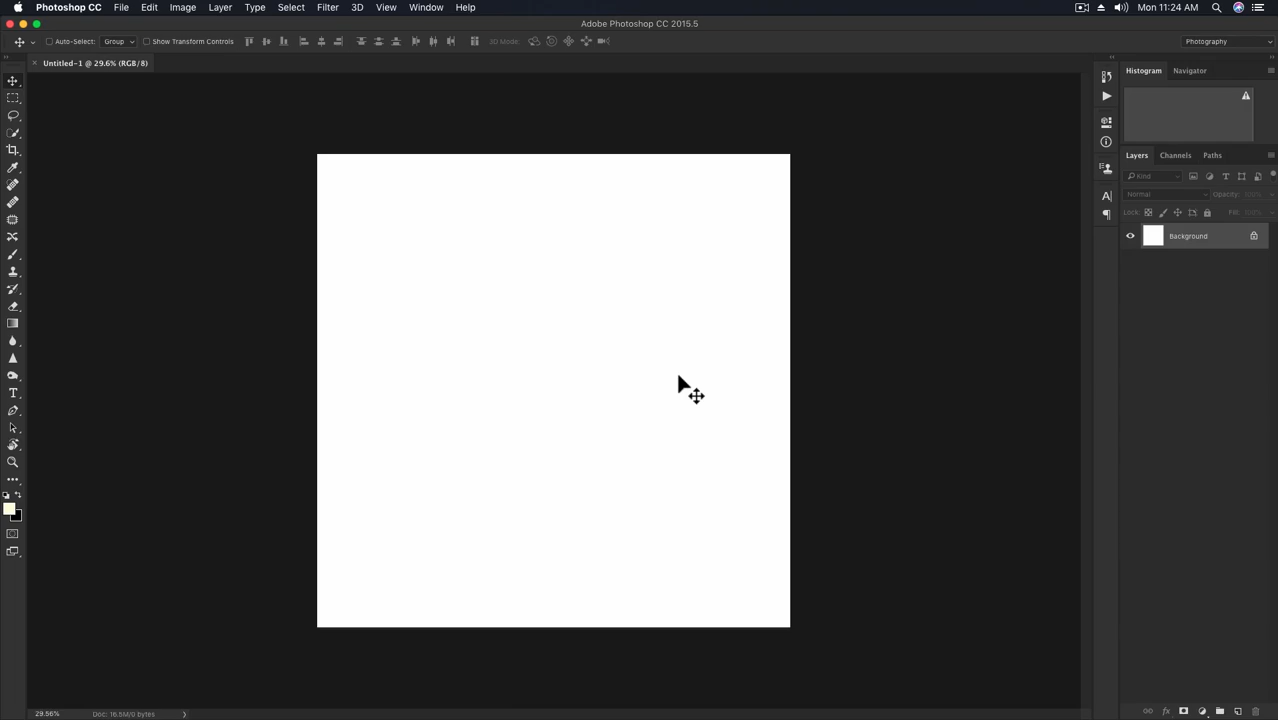 Photoshop CC File Edit Image Layer Type Select Filter 3D View Window Help Mon 11:24 AM
Adobe Photoshop CC 2015.5
Auto-Select: Group Show Transform Controls 3D Mode: Photography
Untitled-1 @ 29.6% (RGB/8)
Histogram Navigator
Layers Channels Paths
Kind
Normal Opacity: 100%
Lock: Fill: 100%
Background
29.56% Doc: 16.5M/0 bytes